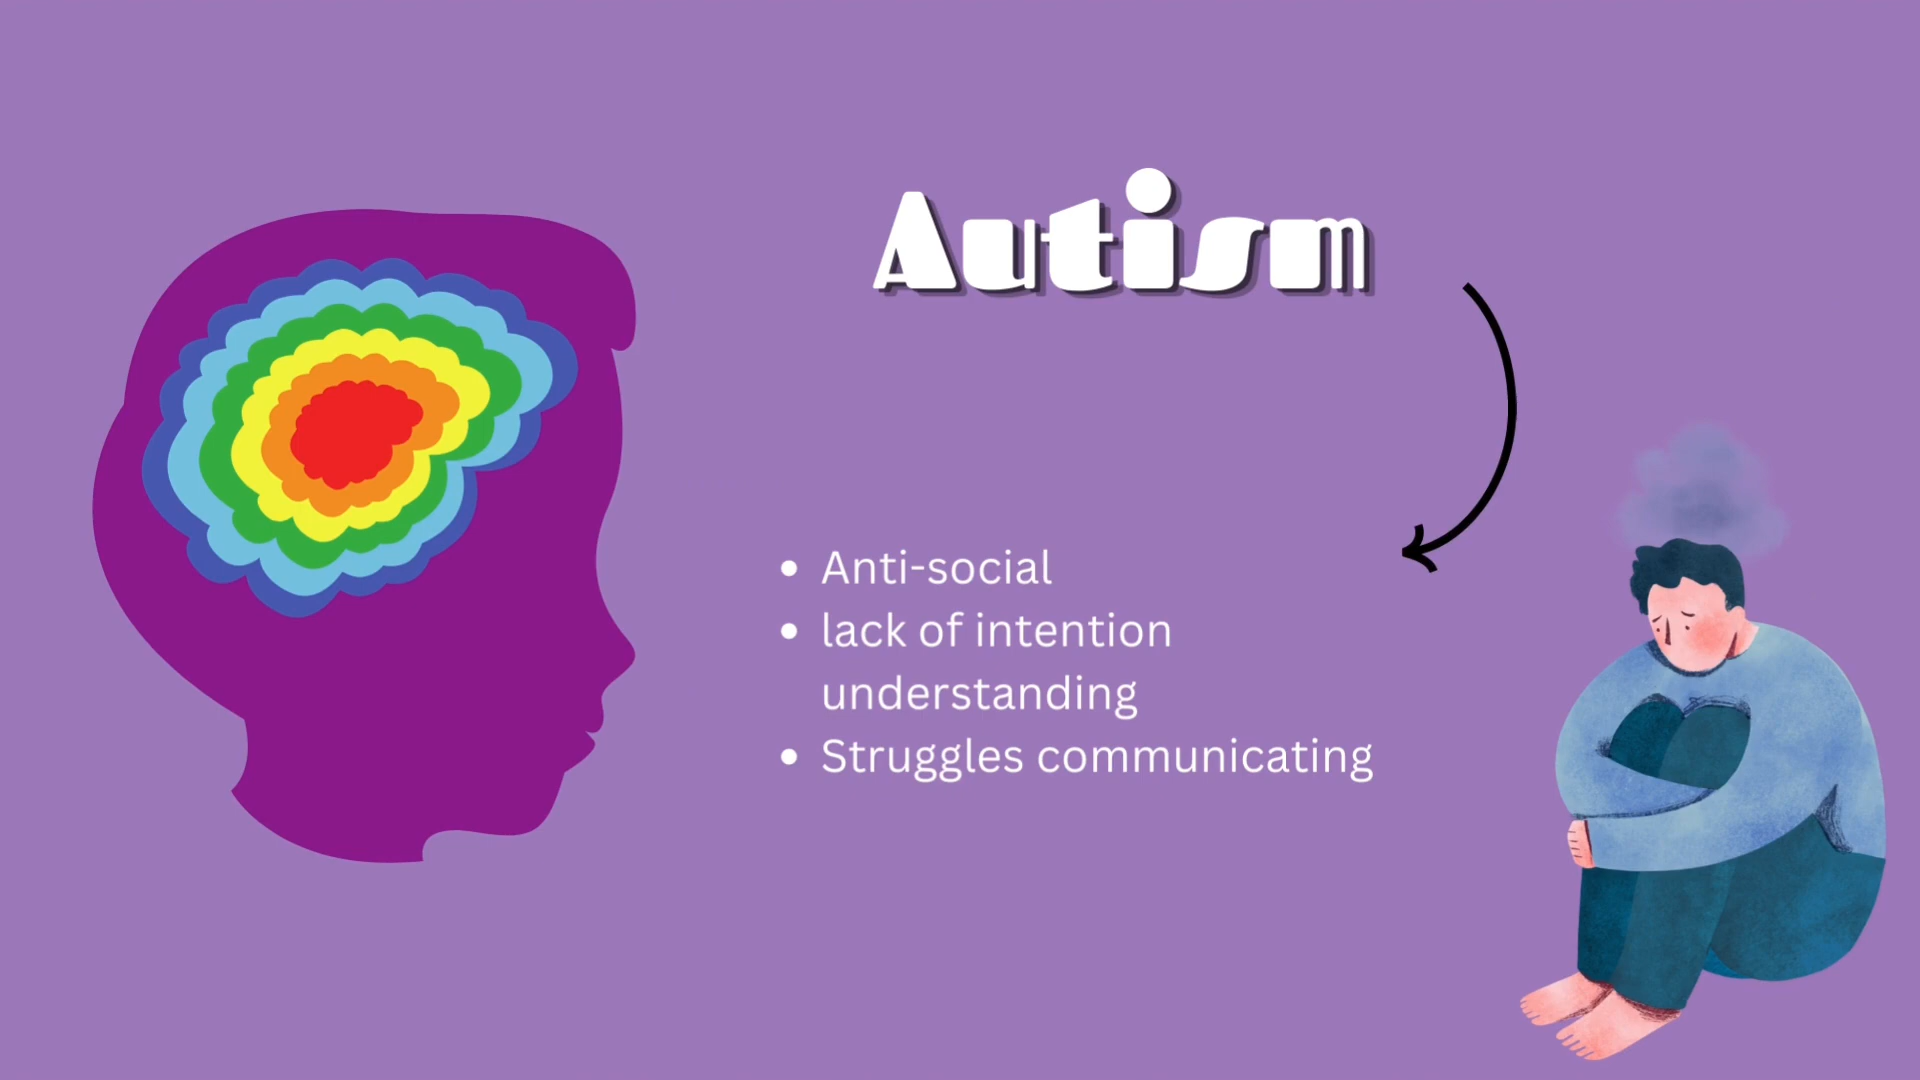 Autism
• Anti-social
• lack of intention
understanding
• Struggles communicating